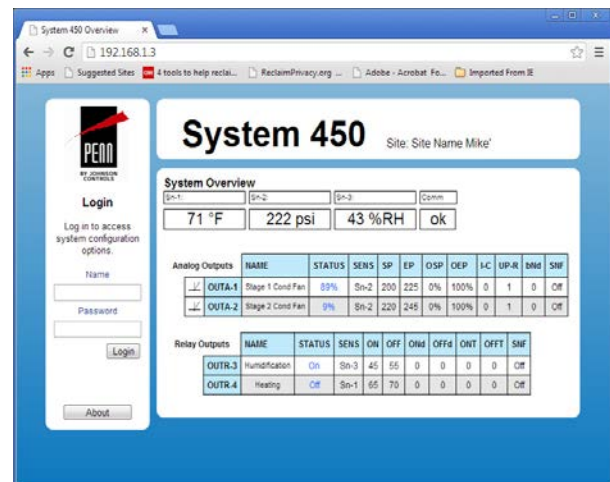 System 450 Overview
192.168.1.3
Apps Suggested Sites 4 tools to help reclai... ReclaimPrivacy.org ... Adobe - Acrobat Fo... Imported From IE
PENN
BY JOHNSON CONTROLS
Login
Log in to access
system configuration
options.
Name
Password
Login
About
System 450 Site: Site Name Mike'
System Overview
Sn-1: Sn-2: Sn-3: Comm
71 °F 222 psi 43 %RH ok
Analog Outputs NAME STATUS SENS SP EP OSP OEP I-C UP-R bNd SNF
OUTA-1 Stage 1 Cond Fan 89% Sn-2 200 225 0% 100% 0 1 0 Off
OUTA-2 Stage 2 Cond Fan 9% Sn-2 220 245 0% 100% 0 1 0 Off
Relay Outputs NAME STATUS SENS ON OFF ONd OFFd ONT OFFT SNF
OUTR-3 Humidification On Sn-3 45 55 0 0 0 0 Off
OUTR-4 Heating Off Sn-1 65 70 0 0 0 0 Off